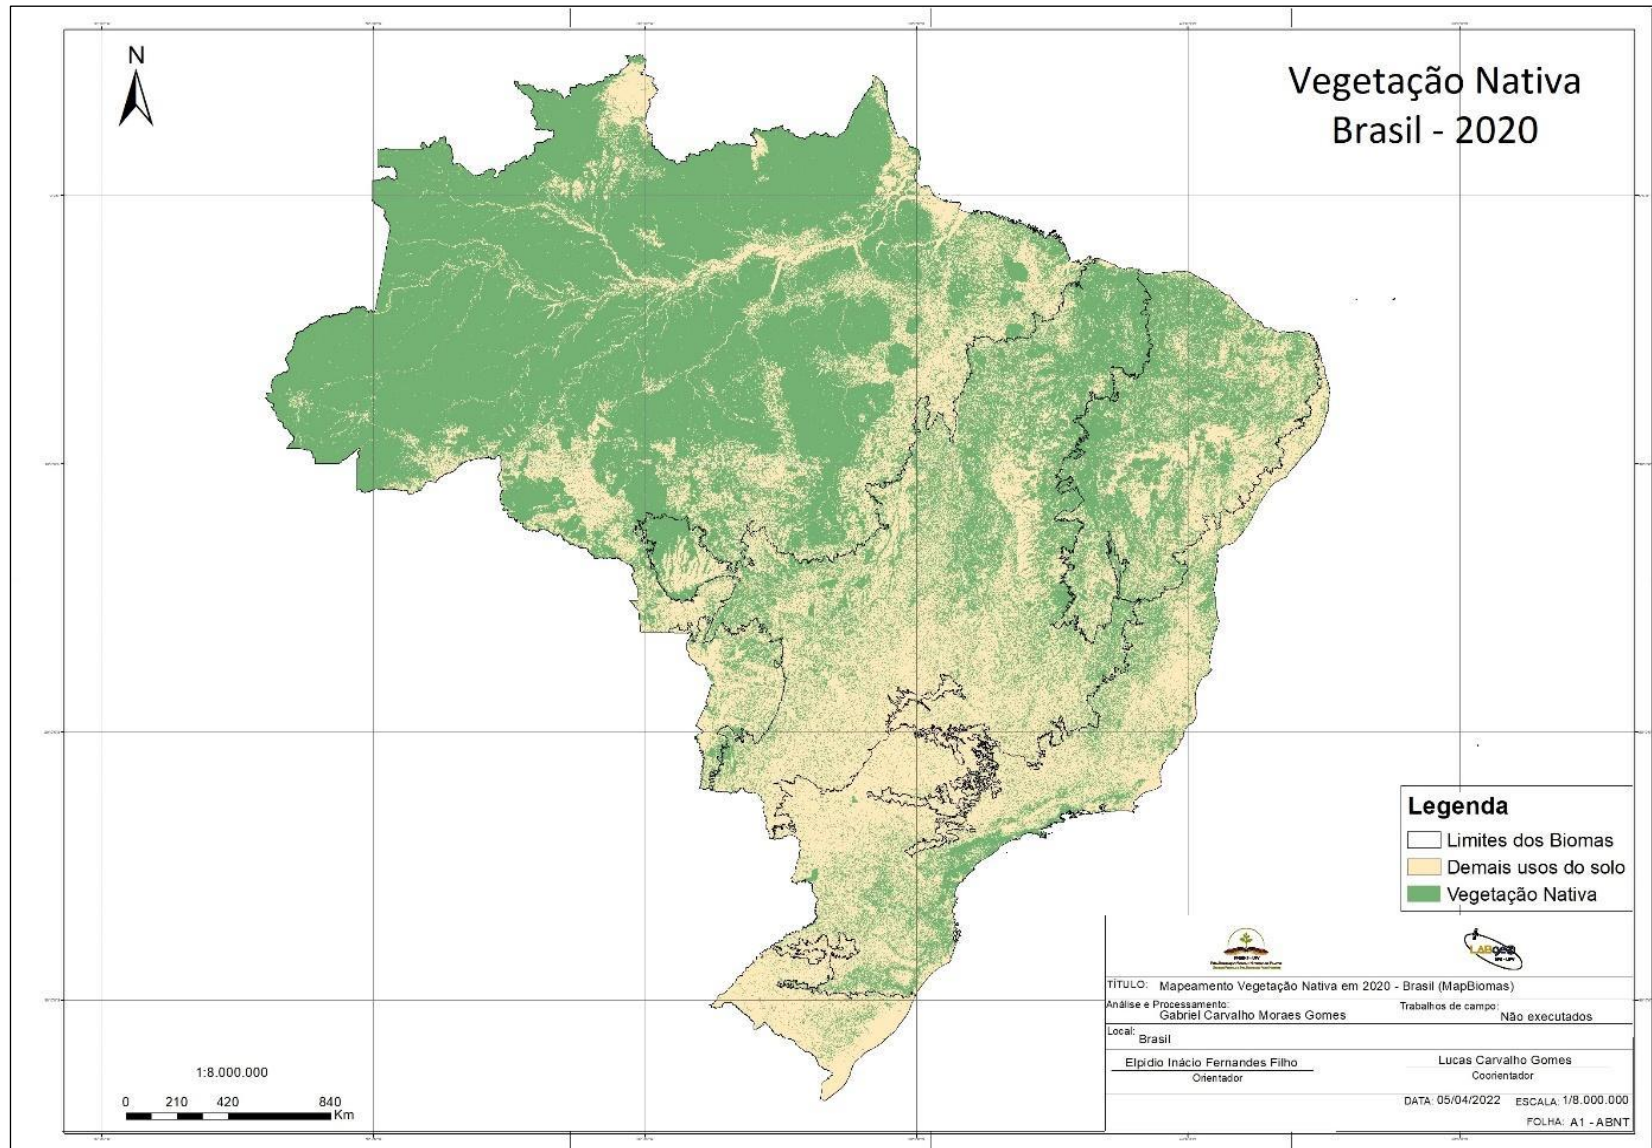 N
Vegetação Nativa
Brasil - 2020
Legenda
Limites dos Biomas
Demais usos do solo
Vegetação Nativa
LABgeo
TÍTULO: Mapeamento Vegetação Nativa em 2020 - Brasil (MapBiomas)
Análise e Processamento: Trabalhos de campo:
Gabriel Carvalho Moraes Gomes Não executados
Local: Brasil
Elpídio Inácio Fernandes Filho Lucas Carvalho Gomes
Orientador Coorientador
DATA: 05/04/2022 ESCALA: 1/8.000.000
FOLHA: A1 - ABNT
1:8.000.000
0 210 420 840
Km